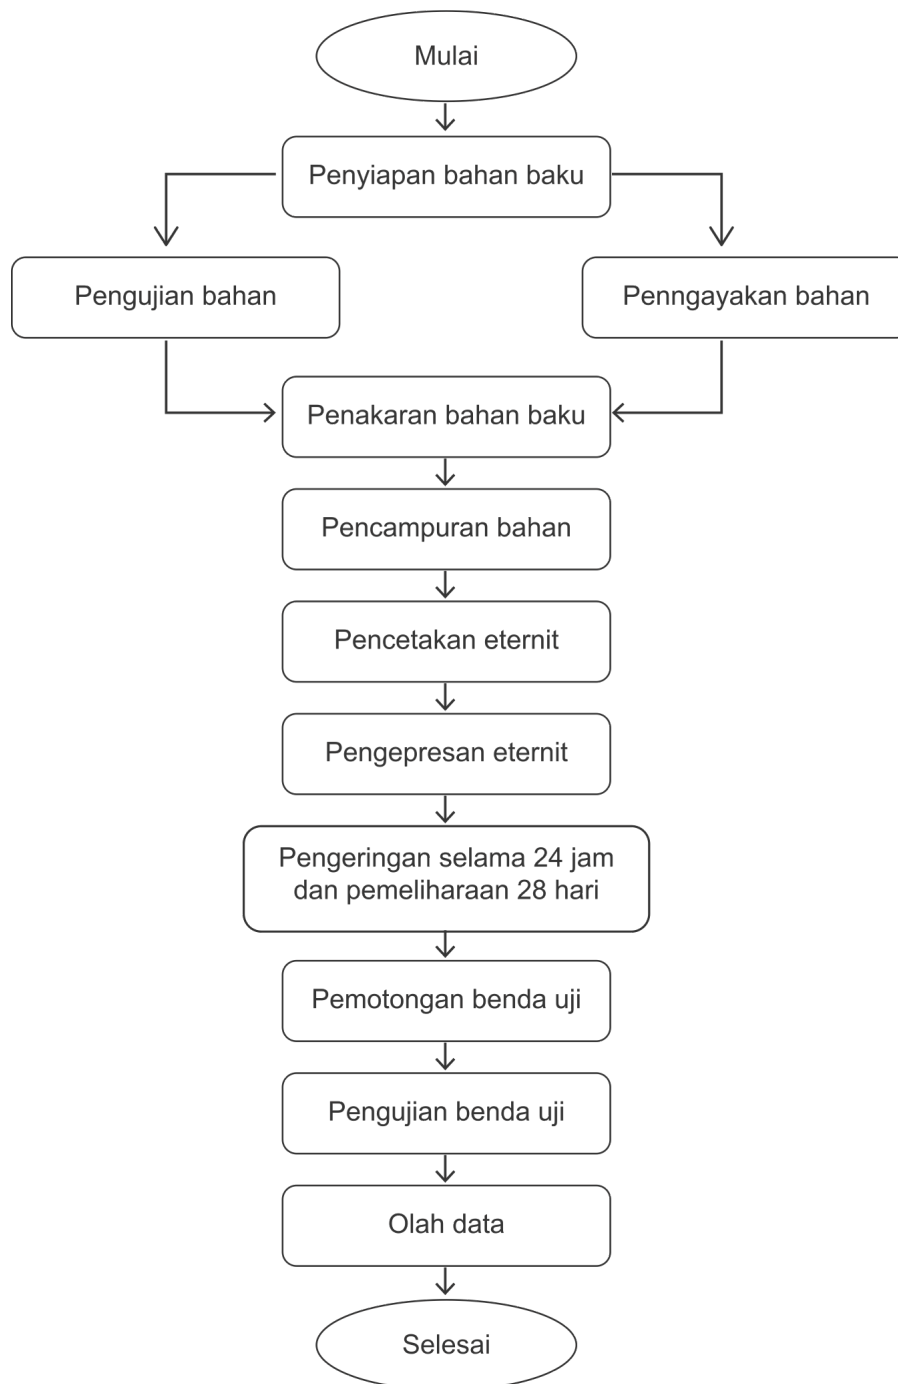 Mulai
Penyiapan bahan baku
Pengujian bahan
Penngayakan bahan
Penakaran bahan baku
Pencampuran bahan
Pencetakan eternit
Pengepresan eternit
Pengeringan selama 24 jam
dan pemeliharaan 28 hari
Pemotongan benda uji
Pengujian benda uji
Olah data
Selesai